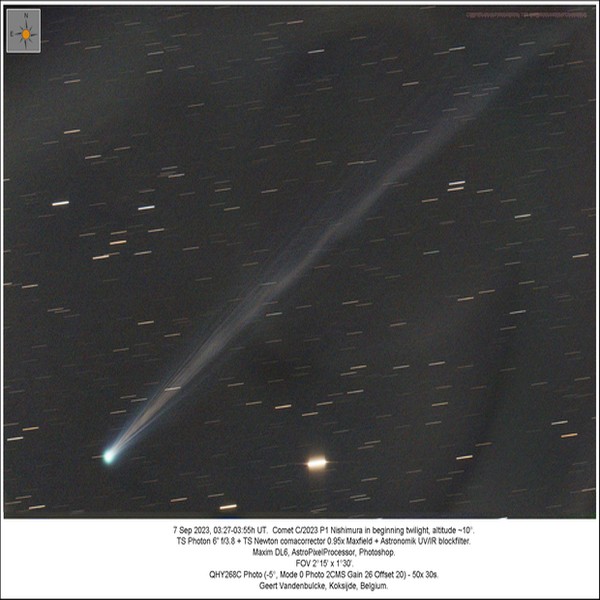 N
E
7 Sep 2023, 03:27-03:55h UT. Comet C/2023 P1 Nishimura in beginning twilight, altitude ~10°.
TS Photon 6" f/3.8 + TS Newton comacorrector 0.95x Maxfield + Astronomik UV/IR blockfilter.
Maxim DL6, AstroPixelProcessor, Photoshop.
FOV 2°15' x 1°30'.
QHY268C Photo (-5°, Mode 0 Photo 2CMS Gain 26 Offset 20) - 50x 30s.
Geert Vandenbulcke, Koksijde, Belgium.